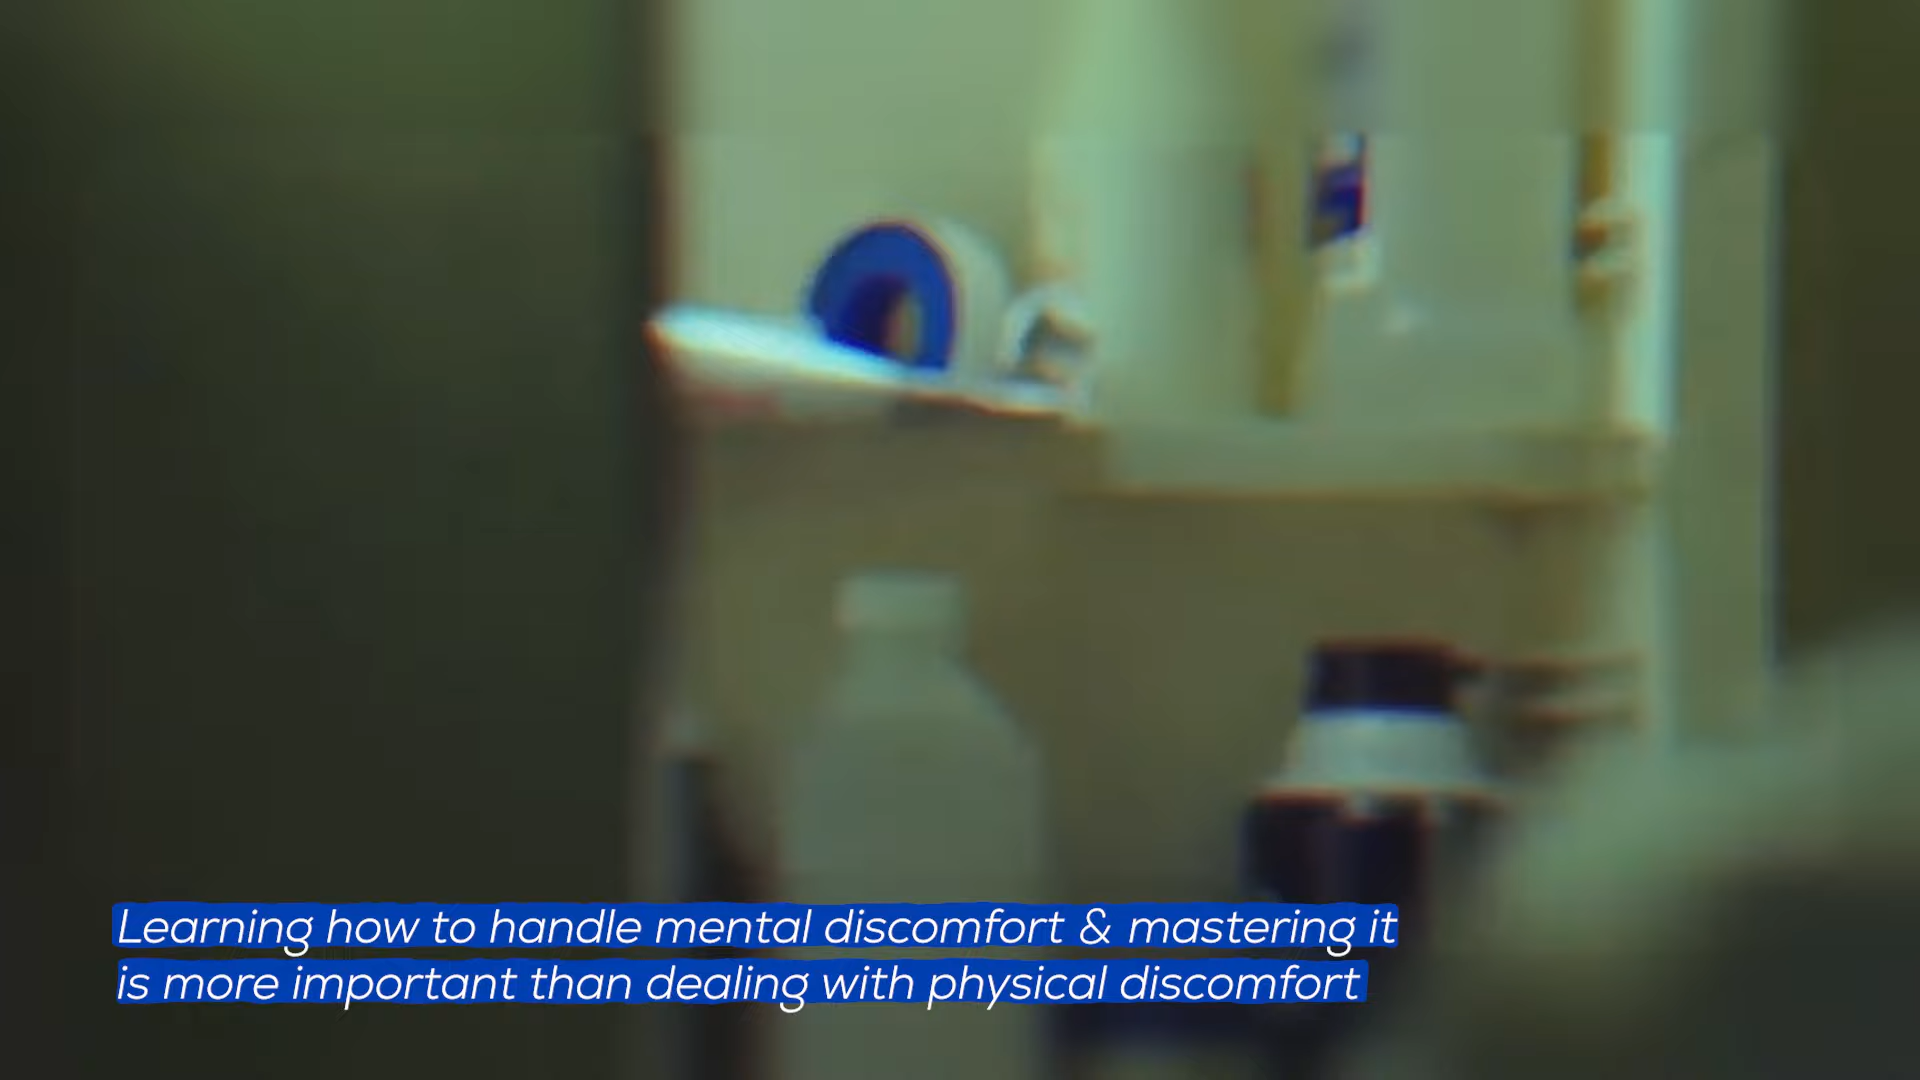 Learning how to handle mental discomfort & mastering it
is more important than dealing with physical discomfort